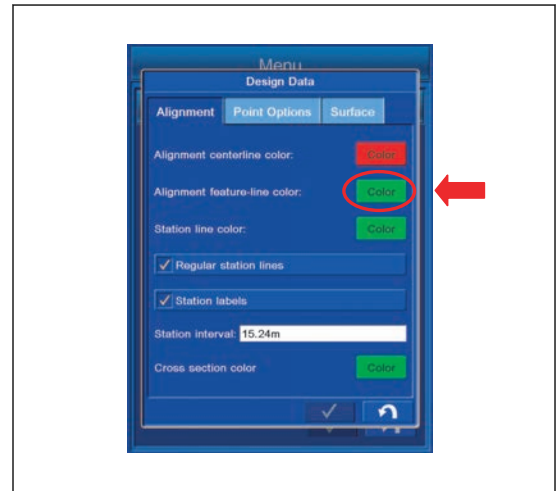 Menu
Design Data
Alignment Point Options Surface
Alignment centerline color: Color
Alignment feature-line color: Color
Station line color: Color
Regular station lines
Station labels
Station interval: 15.24m
Cross section color Color